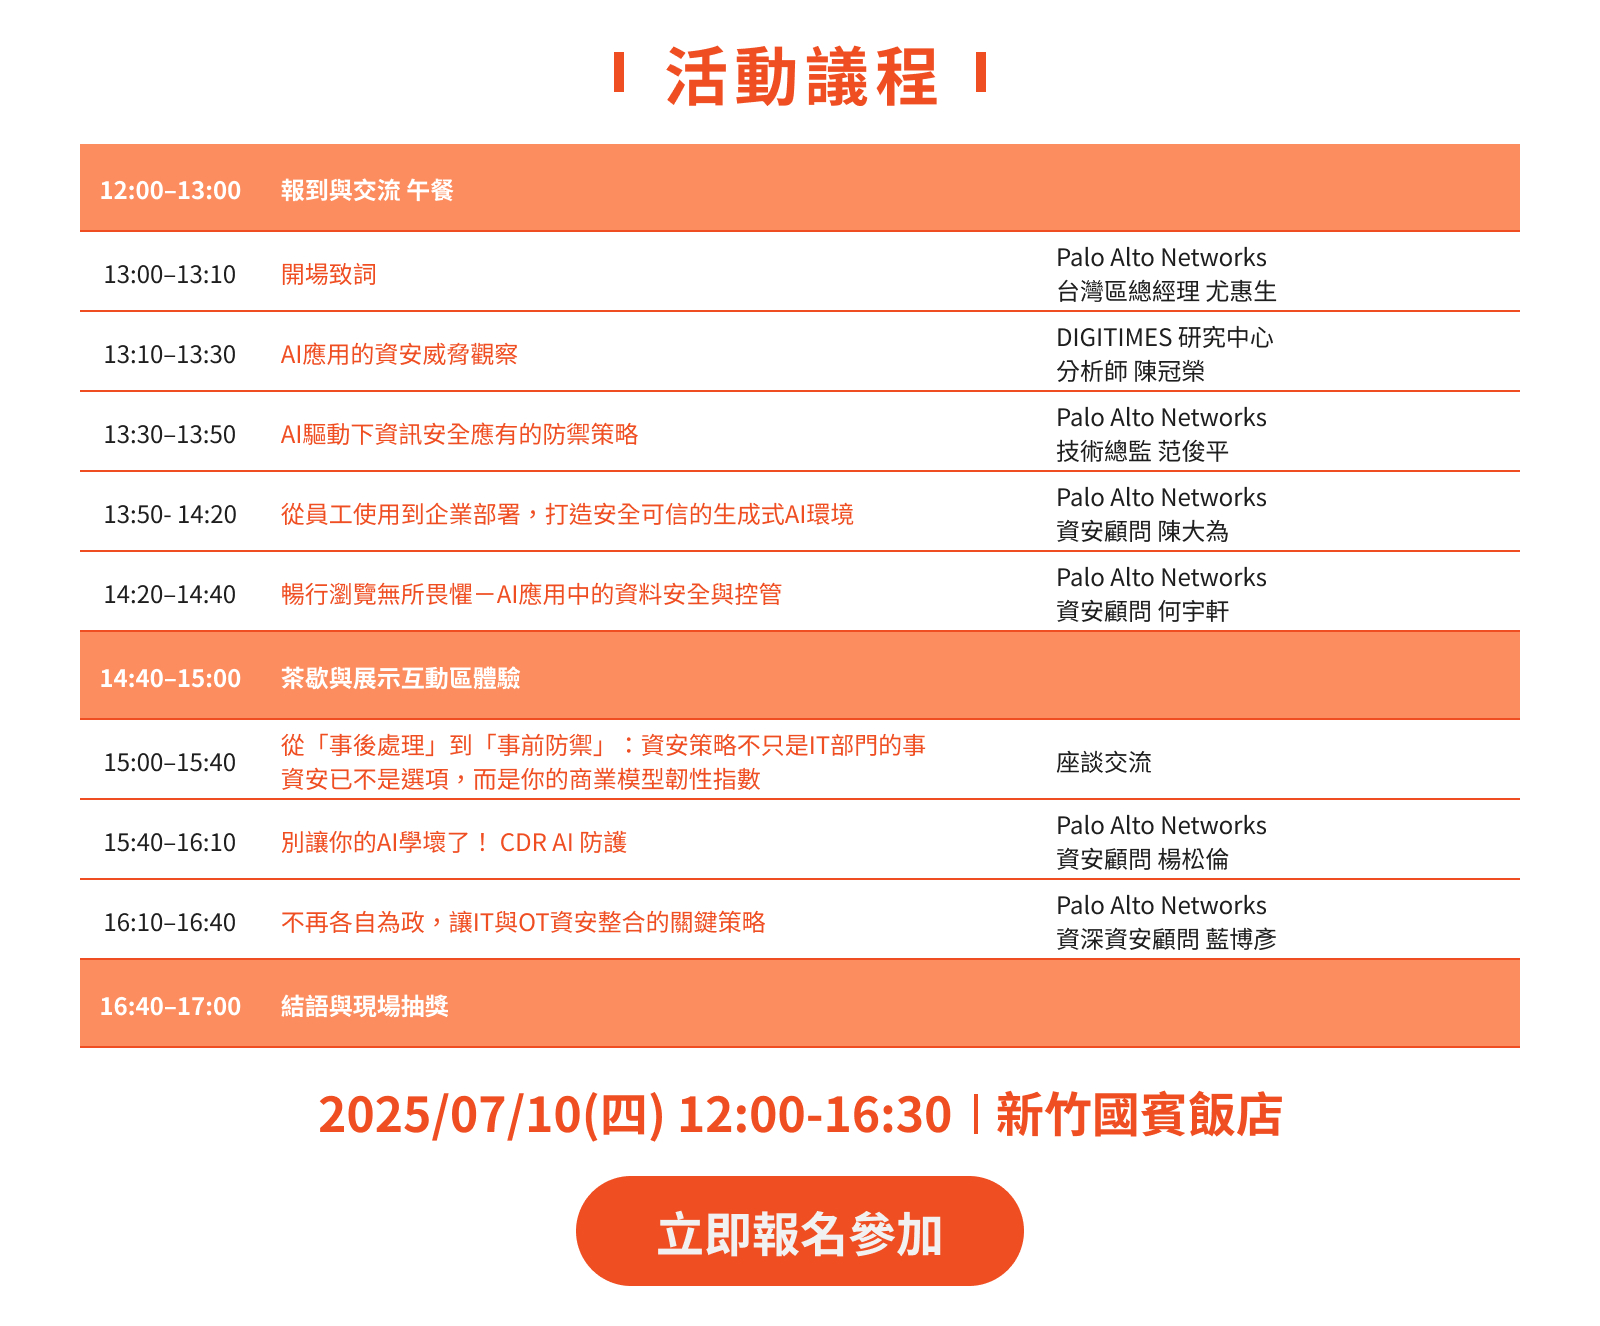 活動議程
12:00–13:00 報到與交流 午餐
13:00–13:10 開場致詞 Palo Alto Networks
台灣區總經理 尤惠生
13:10–13:30 AI應用的資安威脅觀察 DIGITIMES 研究中心
分析師 陳冠榮
13:30–13:50 AI驅動下資訊安全應有的防禦策略 Palo Alto Networks
技術總監 范俊平
13:50- 14:20 從員工使用到企業部署，打造安全可信的生成式AI環境 Palo Alto Networks
資安顧問 陳大為
14:20–14:40 暢行瀏覽無所畏懼－AI應用中的資料安全與控管 Palo Alto Networks
資安顧問 何宇軒
14:40–15:00 茶歇與展示互動區體驗
15:00–15:40 從「事後處理」到「事前防禦」：資安策略不只是IT部門的事
資安已不是選項，而是你的商業模型韌性指數
座談交流
15:40–16:10 別讓你的AI學壞了！ CDR AI 防護 Palo Alto Networks
資安顧問 楊松倫
16:10–16:40 不再各自為政，讓IT與OT資安整合的關鍵策略 Palo Alto Networks
資深資安顧問 藍博彥
16:40–17:00 結語與現場抽獎
2025/07/10(四) 12:00-16:30 | 新竹國賓飯店
立即報名參加